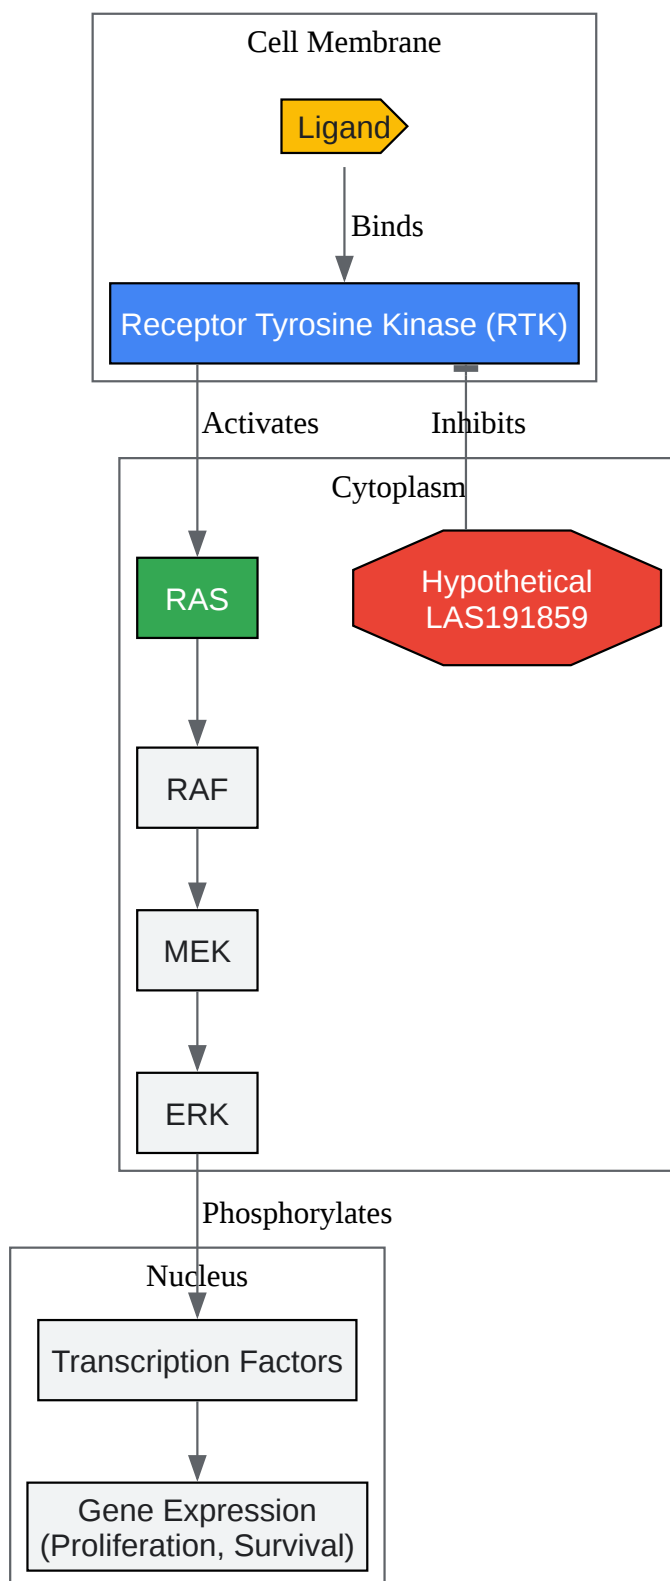 Cell Membrane
Ligand
Binds
Receptor Tyrosine Kinase (RTK)
Activates
Inhibits
Cytoplasm
RAS
Hypothetical
LAS191859
RAF
MEK
ERK
Phosphorylates
Nucleus
Transcription Factors
Gene Expression
(Proliferation, Survival)